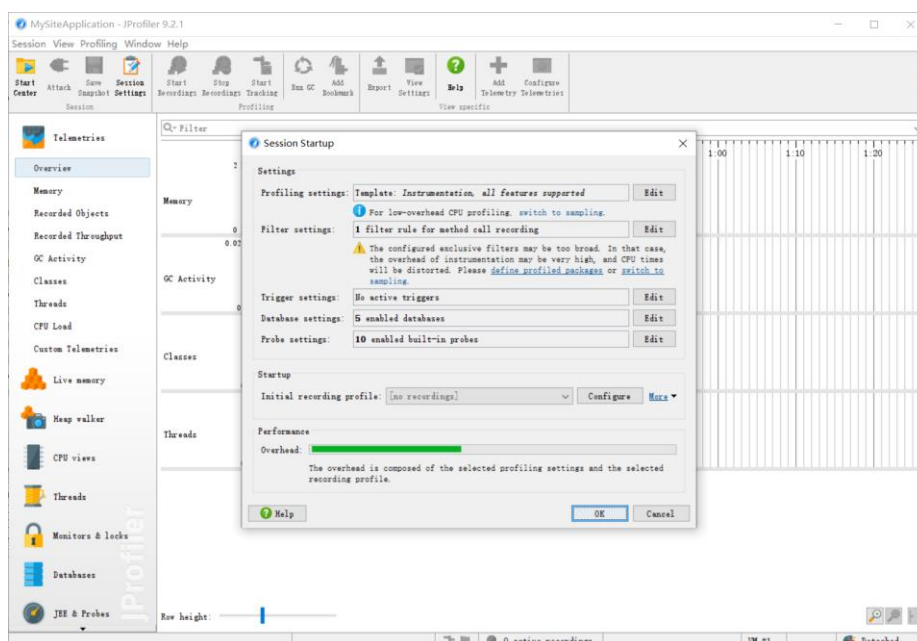 MySiteApplication - JProfiler 9.2.1
Session View Profiling Window Help
Start Center
Attach
Save Snapshot
Session Settings
Start Recordings
Stop Recordings
Start Tracking
Run GC
Add Bookmark
Export
View Settings
Help
Add Telemetry
Configure Telemetries
Session
Profiling
View specific
Telemetries
Overview
Memory
Recorded Objects
Recorded Throughput
GC Activity
Classes
Threads
CPU Load
Custom Telemetries
Live memory
Heap walker
CPU views
Threads
Monitors & locks
Databases
JEE & Probes
JProfiler
Filter
1:00 1:10 1:20
Memory
0
0.02
GC Activity
0
Classes
Threads
Row height:
Session Startup
Settings
Profiling settings: Template: Instrumentation, all features supported Edit
For low-overhead CPU profiling, switch to sampling.
Filter settings: 1 filter rule for method call recording Edit
The configured exclusive filters may be too broad. In that case,
the overhead of instrumentation may be very high, and CPU times
will be distorted. Please define profiled packages or switch to
sampling.
Trigger settings: No active triggers Edit
Database settings: 5 enabled databases Edit
Probe settings: 10 enabled built-in probes Edit
Startup
Initial recording profile: [no recordings] Configure More
Performance
Overhead:
The overhead is composed of the selected profiling settings and the selected
recording profile.
Help OK Cancel
0 active recordings
VM #1
Detached